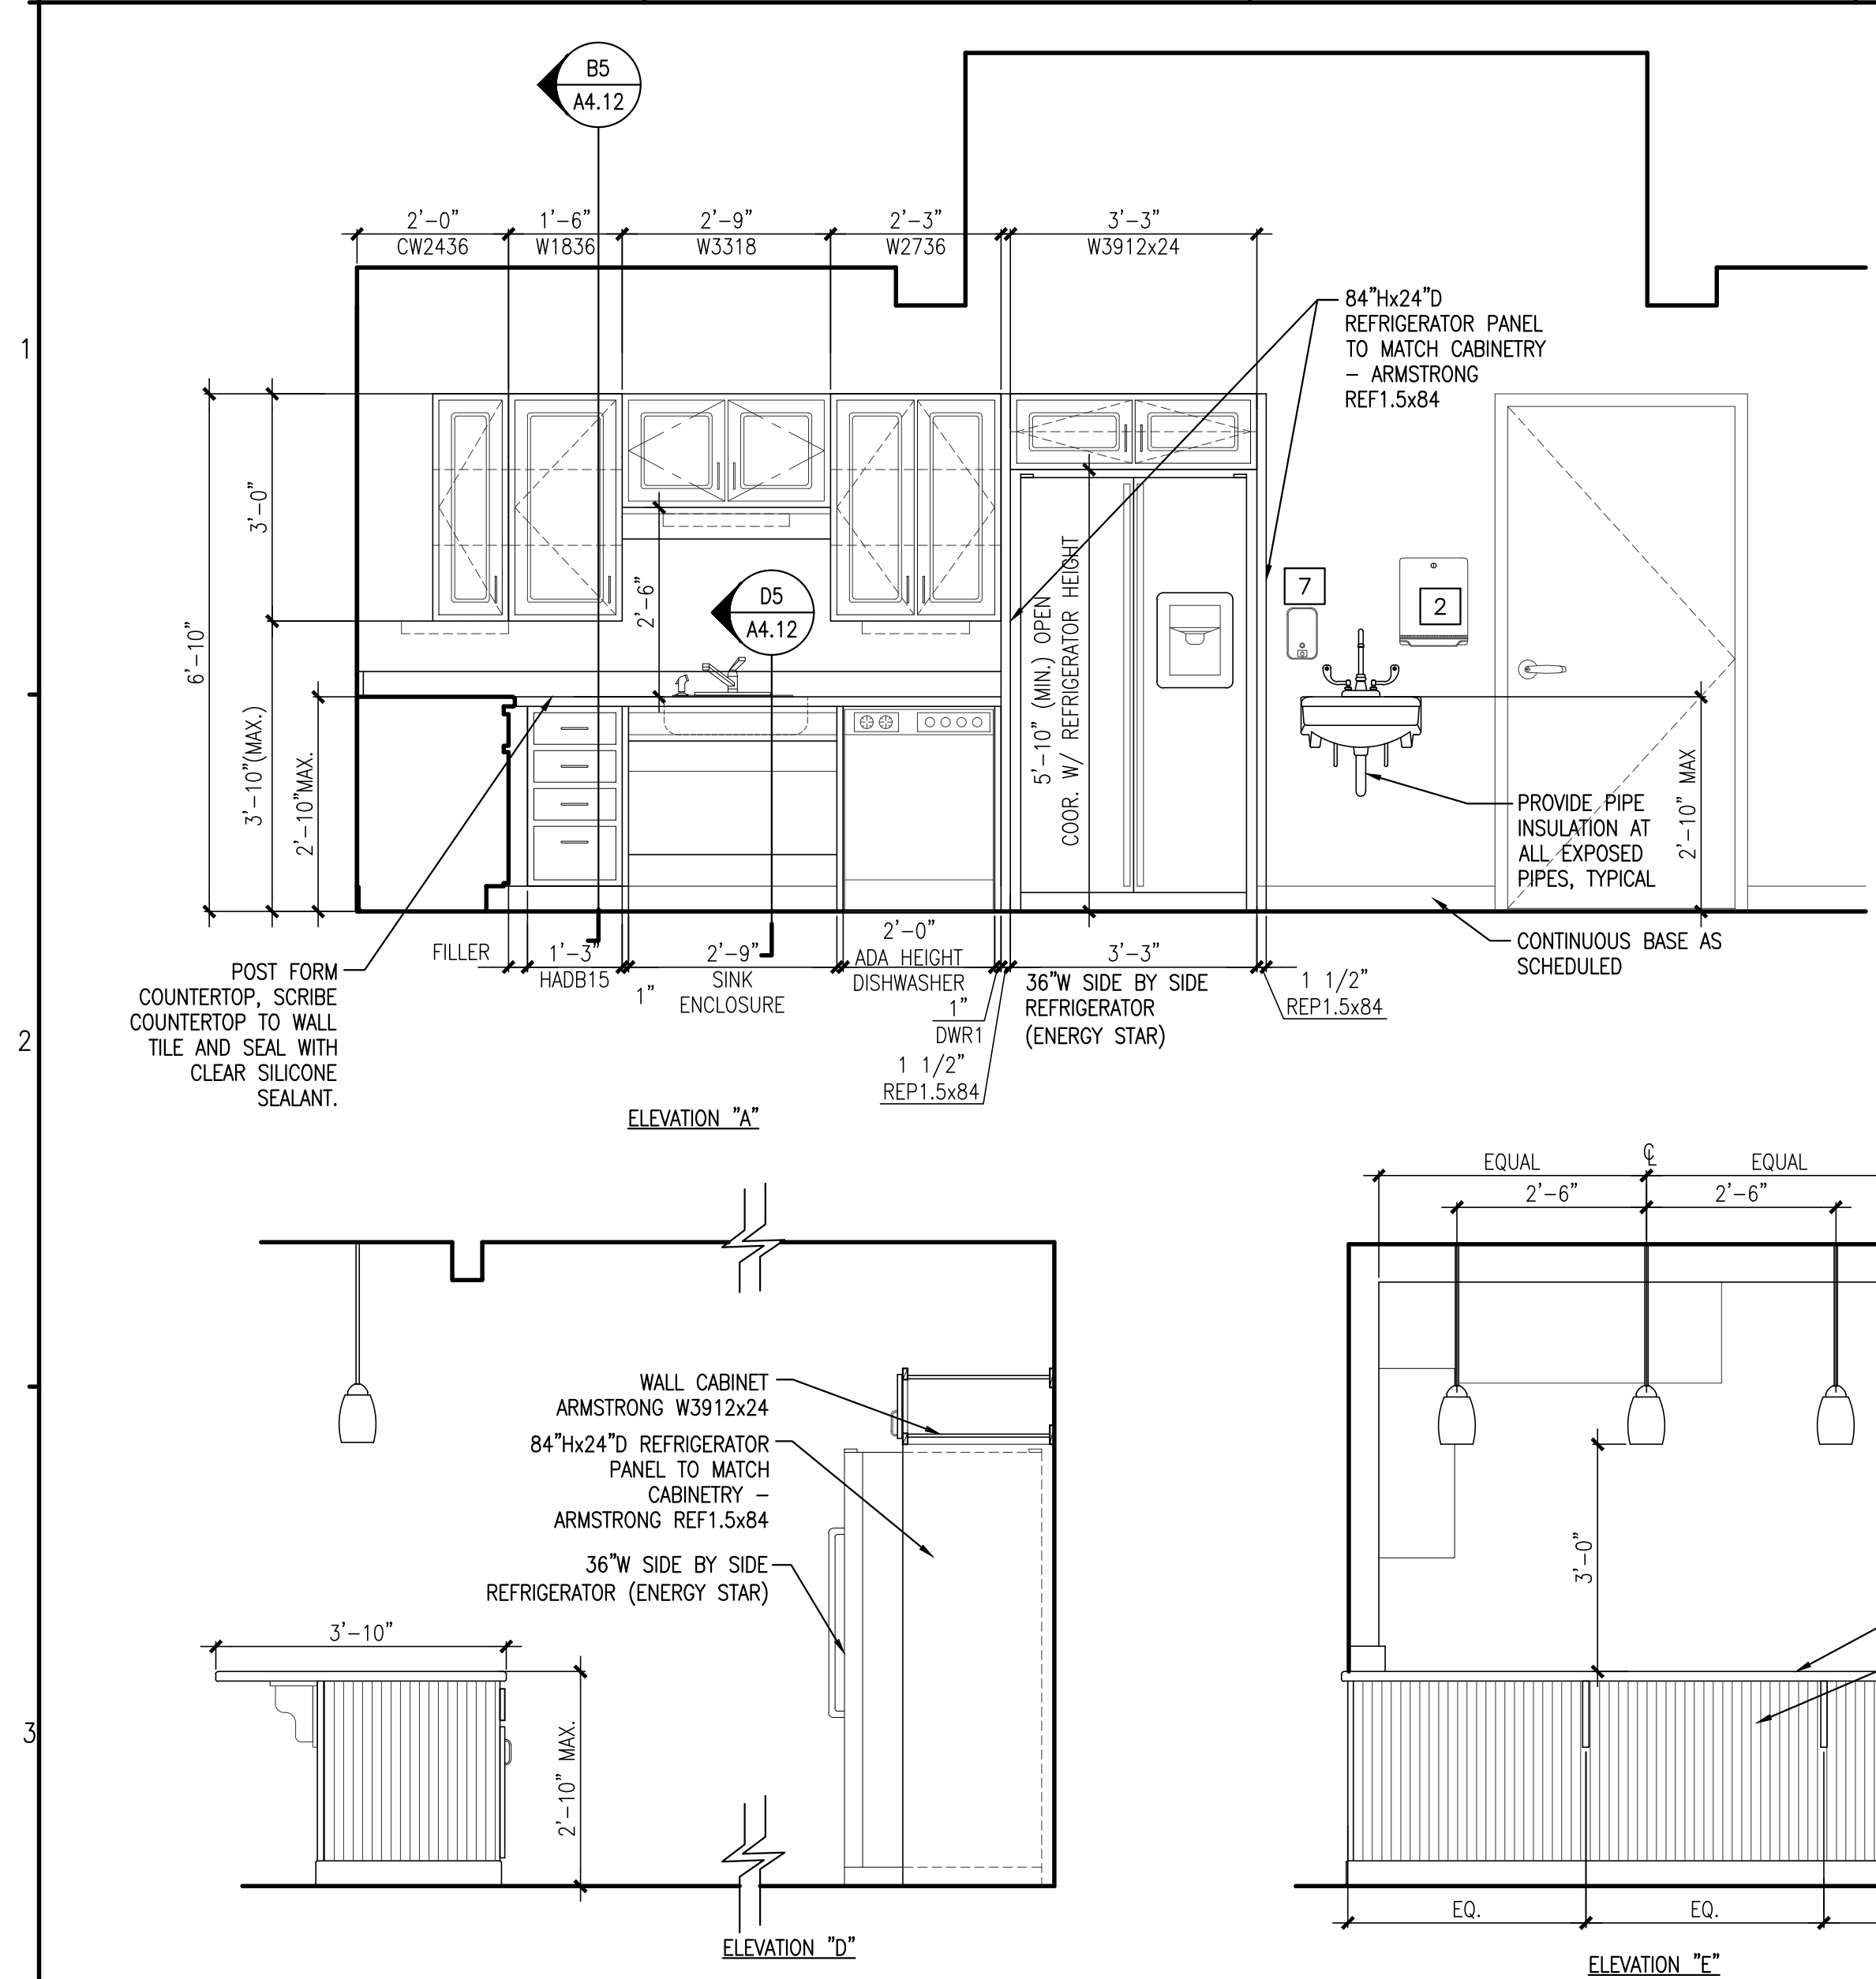 B5
A4.12
2'-0"
1'-6"
2'-9"
2'-3"
3'-3"
CW2436
W1836
W3318
W2736
W3912x24
84"Hx24"D
REFRIGERATOR PANEL
TO MATCH CABINETRY
- ARMSTRONG
REF1.5x84
1
3'-0"
6'-10"
3'-10"(MAX.)
2'-10"MAX.
2'-6"
D5
A4.12
5'-10" (MIN.) OPEN
COOR. W/ REFRIGERATOR HEIGHT
7
2
2'-10" MAX
PROVIDE PIPE
INSULATION AT
ALL EXPOSED
PIPES, TYPICAL
CONTINUOUS BASE AS
SCHEDULED
POST FORM
COUNTERTOP, SCRIBE
COUNTERTOP TO WALL
TILE AND SEAL WITH
CLEAR SILICONE
SEALANT.
FILLER
1'-3"
HADB15
1"
2'-9"
SINK
ENCLOSURE
2'-0"
ADA HEIGHT
DISHWASHER
1"
DWR1
1 1/2"
REP1.5x84
3'-3"
36"W SIDE BY SIDE
REFRIGERATOR
(ENERGY STAR)
1 1/2"
REP1.5x84
2
ELEVATION "A"
WALL CABINET
ARMSTRONG W3912x24
84"Hx24"D REFRIGERATOR
PANEL TO MATCH
CABINETRY -
ARMSTRONG REF1.5x84
36"W SIDE BY SIDE
REFRIGERATOR (ENERGY STAR)
3'-10"
2'-10" MAX.
3
ELEVATION "D"
EQUAL
℄
EQUAL
2'-6"
2'-6"
3'-0"
EQ.
EQ.
ELEVATION "E"